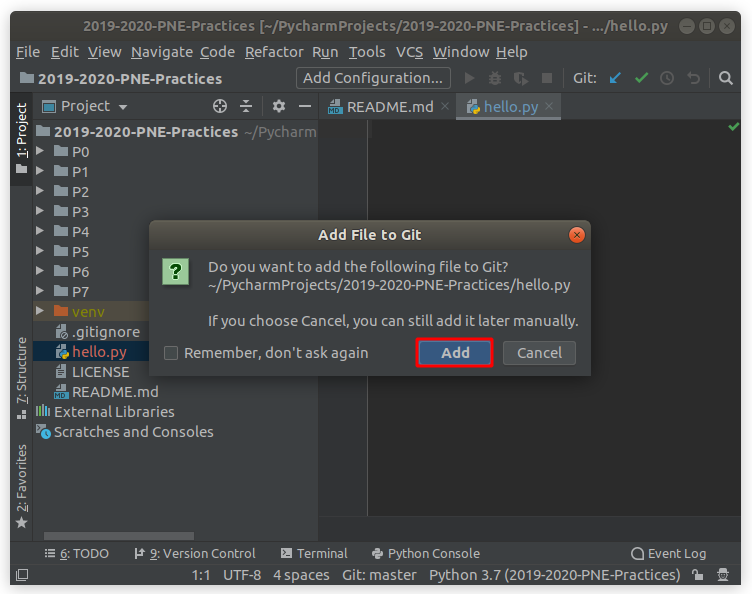 2019-2020-PNE-Practices [~/PycharmProjects/2019-2020-PNE-Practices] - .../hello.py
File Edit View Navigate Code Refactor Run Tools VCS Window Help
2019-2020-PNE-Practices Add Configuration... Git:
1: Project
Project README.md hello.py
2019-2020-PNE-Practices ~/Pycharm
P0
P1
P2
P3
P4
P5
P6
P7
venv
.gitignore
hello.py
LICENSE
README.md
External Libraries
Scratches and Consoles
Add File to Git
?
Do you want to add the following file to Git?
~/PycharmProjects/2019-2020-PNE-Practices/hello.py
If you choose Cancel, you can still add it later manually.
Remember, don't ask again Add Cancel
7: Structure
2: Favorites
6: TODO 9: Version Control Terminal Python Console Event Log
1:1 UTF-8 4 spaces Git: master Python 3.7 (2019-2020-PNE-Practices)